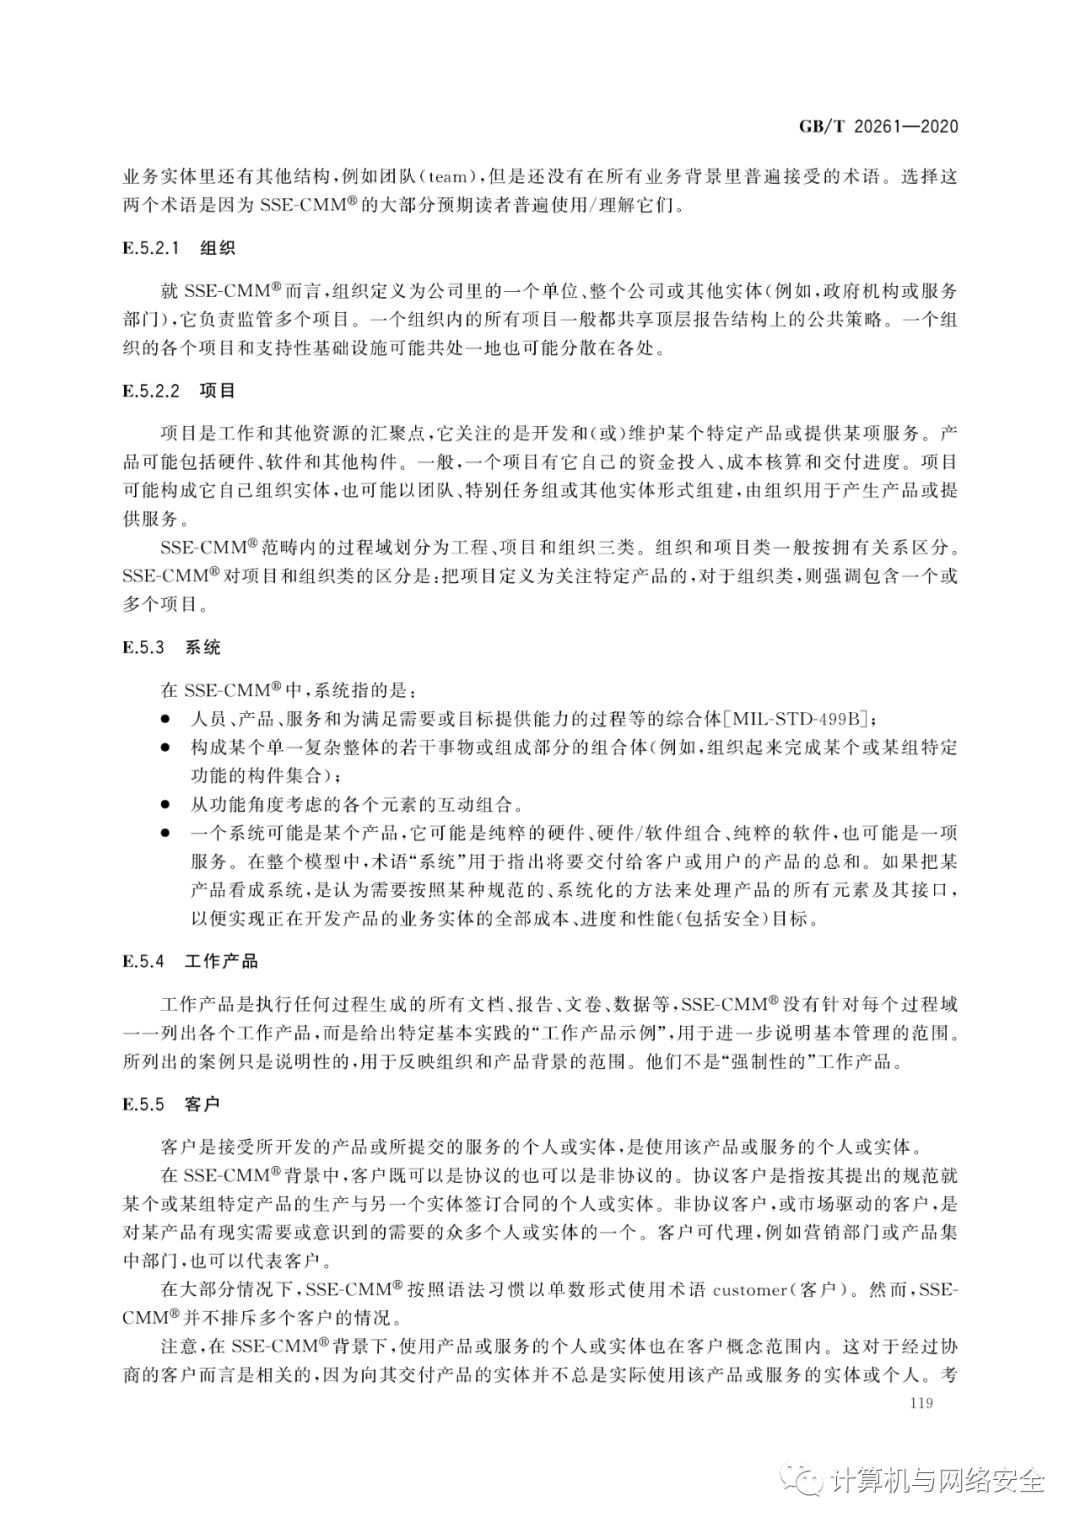 GB/T 20261—2020
业务实体里还有其他结构,例如团队(team),但是还没有在所有业务背景里普遍接受的术语。选择这
两个术语是因为 SSE-CMM®的大部分预期读者普遍使用/理解它们。
E.5.2.1 组织
就 SSE-CMM®而言,组织定义为公司里的一个单位、整个公司或其他实体(例如,政府机构或服务
部门),它负责监管多个项目。一个组织内的所有项目一般都共享顶层报告结构上的公共策略。一个组
织的各个项目和支持性基础设施可能共处一地也可能分散在各处。
E.5.2.2 项目
项目是工作和其他资源的汇聚点,它关注的是开发和(或)维护某个特定产品或提供某项服务。产
品可能包括硬件、软件和其他构件。一般,一个项目有它自己的资金投入、成本核算和交付进度。项目
可能构成它自己组织实体,也可能以团队、特别任务组或其他实体形式组建,由组织用于产生产品或提
供服务。
SSE-CMM®范畴内的过程域划分为工程、项目和组织三类。组织和项目类一般按拥有关系区分。
SSE-CMM®对项目和组织类的区分是:把项目定义为关注特定产品的,对于组织类,则强调包含一个或
多个项目。
E.5.3 系统
在 SSE-CMM®中,系统指的是:
● 人员、产品、服务和为满足需要或目标提供能力的过程等的综合体[MIL-STD-499B];
● 构成某个单一复杂整体的若干事物或组成部分的组合体(例如,组织起来完成某个或某组特定
功能的构件集合);
● 从功能角度考虑的各个元素的互动组合。
● 一个系统可能是某个产品,它可能是纯粹的硬件、硬件/软件组合、纯粹的软件,也可能是一项
服务。在整个模型中,术语“系统”用于指出将要交付给客户或用户的产品的总和。如果把某
产品看成系统,是认为需要按照某种规范的、系统化的方法来处理产品的所有元素及其接口,
以便实现正在开发产品的业务实体的全部成本、进度和性能(包括安全)目标。
E.5.4 工作产品
工作产品是执行任何过程生成的所有文档、报告、文卷、数据等,SSE-CMM®没有针对每个过程域
一一列出各个工作产品,而是给出特定基本实践的“工作产品示例”,用于进一步说明基本管理的范围。
所列出的案例只是说明性的,用于反映组织和产品背景的范围。他们不是“强制性的”工作产品。
E.5.5 客户
客户是接受所开发的产品或所提交的服务的个人或实体,是使用该产品或服务的个人或实体。
在 SSE-CMM®背景中,客户既可以是协议的也可以是非协议的。协议客户是指按其提出的规范就
某个或某组特定产品的生产与另一个实体签订合同的个人或实体。非协议客户,或市场驱动的客户,是
对某产品有现实需要或意识到的需要的众多个人或实体的一个。客户可代理,例如营销部门或产品集
中部门,也可以代表客户。
在大部分情况下,SSE-CMM®按照语法习惯以单数形式使用术语 customer(客户)。然而,SSE-
CMM®并不排斥多个客户的情况。
注意,在 SSE-CMM®背景下,使用产品或服务的个人或实体也在客户概念范围内。这对于经过协
商的客户而言是相关的,因为向其交付产品的实体并不总是实际使用该产品或服务的实体或个人。考
119
计算机与网络安全